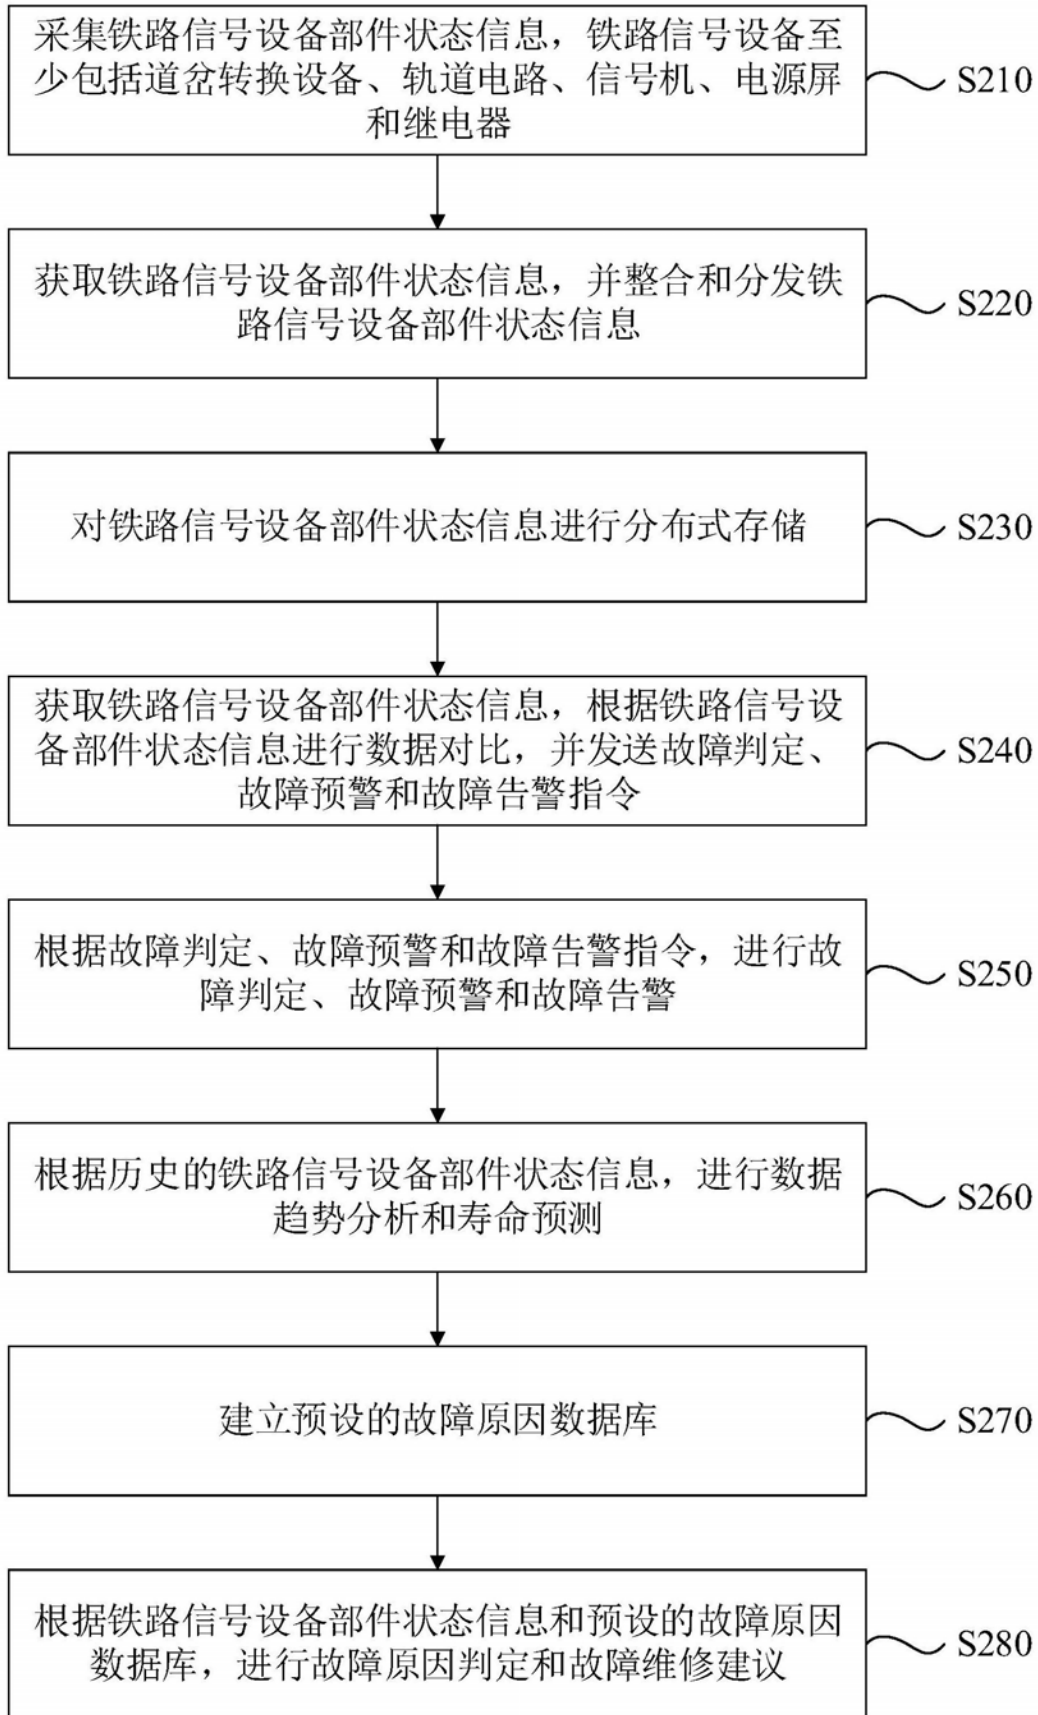 采集铁路信号设备部件状态信息，铁路信号设备至
少包括道岔转换设备、轨道电路、信号机、电源屏
和继电器
S210
获取铁路信号设备部件状态信息，并整合和分发铁
路信号设备部件状态信息
S220
对铁路信号设备部件状态信息进行分布式存储
S230
获取铁路信号设备部件状态信息，根据铁路信号设
备部件状态信息进行数据对比，并发送故障判定、
故障预警和故障告警指令
S240
根据故障判定、故障预警和故障告警指令，进行故
障判定、故障预警和故障告警
S250
根据历史的铁路信号设备部件状态信息，进行数据
趋势分析和寿命预测
S260
建立预设的故障原因数据库
S270
根据铁路信号设备部件状态信息和预设的故障原因
数据库，进行故障原因判定和故障维修建议
S280